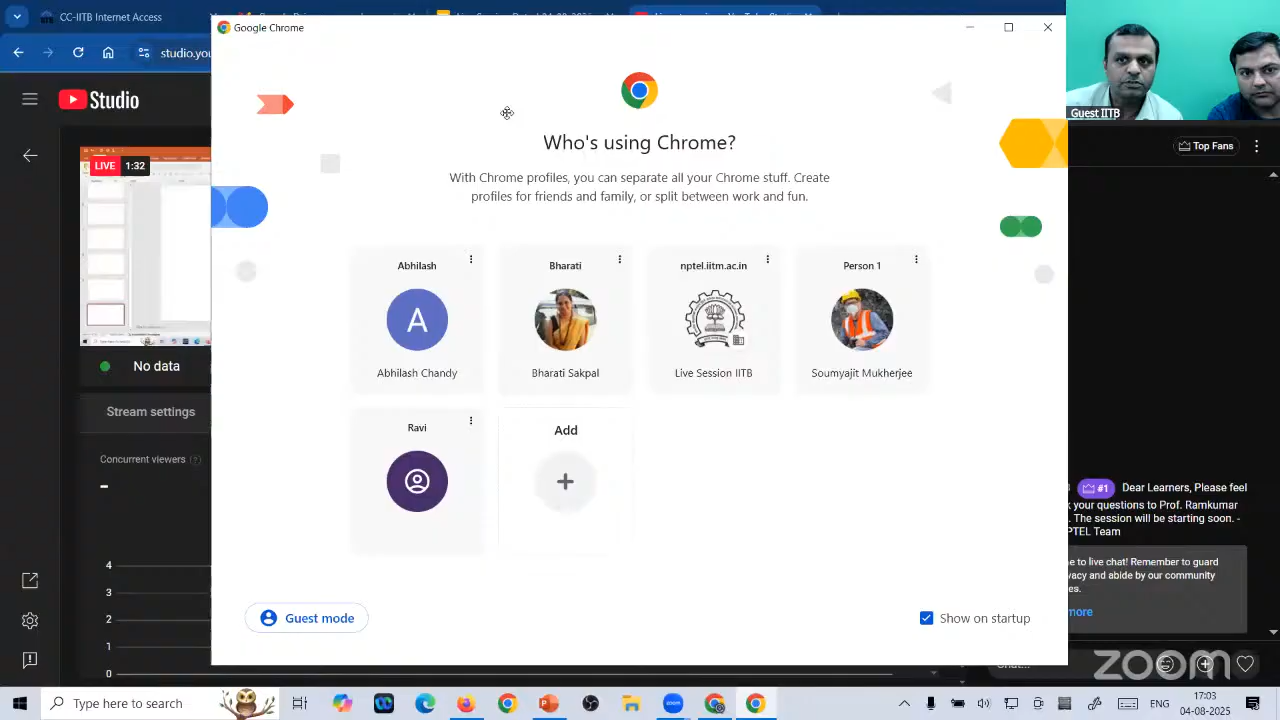 CC-IITB Internet Access
Google Chrome
studio.yo
Studio
Guest IITB
LIVE 1:32
Top Fans
Who's using Chrome?
With Chrome profiles, you can separate all your Chrome stuff. Create
profiles for friends and family, or split between work and fun.
Abhilash
Bharati
nptel.iitm.ac.in
Person 1
A
Abhilash Chandy
Bharati Sakpal
Live Session IITB
Soumyajit Mukherjee
No data
Stream settings
Ravi
Add
Concurrent viewers
#1 Dear Learners, Please feel
your questions to Prof. Ramkumar
The session will be started soon. -
PTEL Team
e to live chat! Remember to guard
vacy and abide by our community
more
4
3
2
1
0
Guest mode
Show on startup
Chat...
zoom
Type here to search
zoom
17:03
04-08-2025